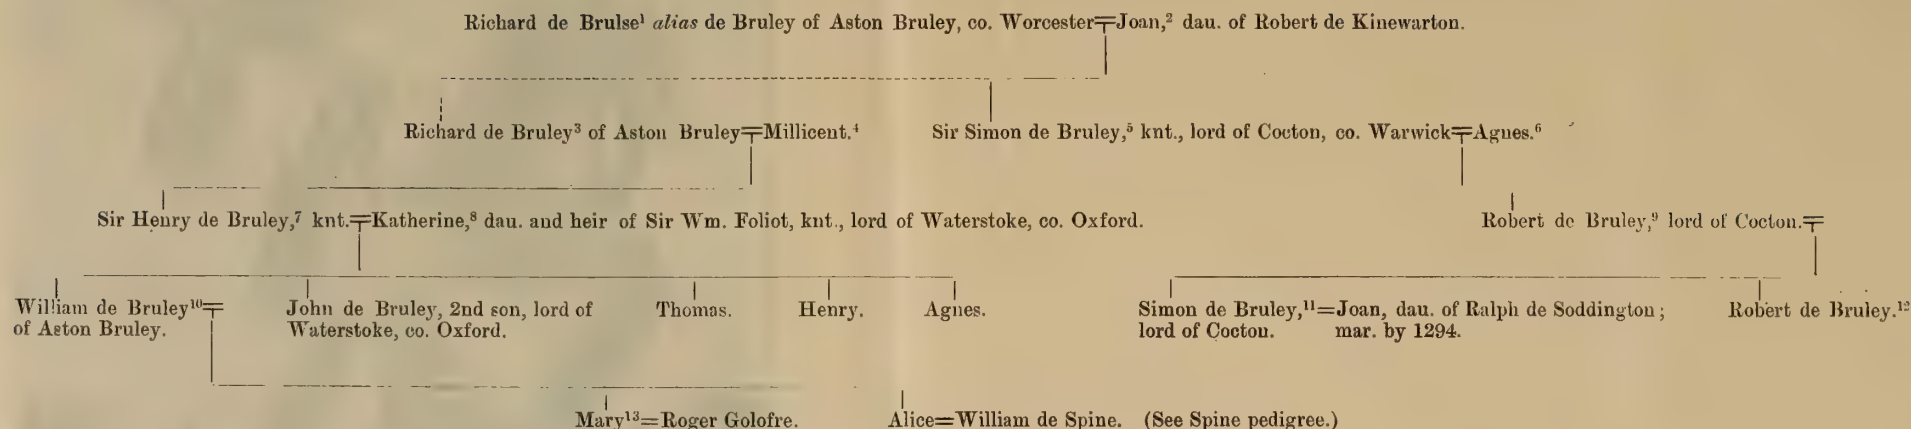 Richard de Brulse¹ alias de Bruley of Aston Bruley, co. Worcester=Joan,² dau. of Robert de Kinewarton.
Richard de Bruley³ of Aston Bruley=Millicent.⁴
Sir Simon de Bruley,⁵ knt., lord of Cocton, co. Warwick=Agnes.⁶
Sir Henry de Bruley,⁷ knt.=Katherine,⁸ dau. and heir of Sir Wm. Foliot, knt., lord of Waterstoke, co. Oxford.
Robert de Bruley,⁹ lord of Cocton.=
William de Bruley¹⁰=
of Aston Bruley.
John de Bruley, 2nd son, lord of
Waterstoke, co. Oxford.
Thomas.
Henry.
Agnes.
Simon de Bruley,¹¹=Joan, dau. of Ralph de Soddington;
lord of Cocton. mar. by 1294.
Robert de Bruley.¹²
Mary¹³=Roger Golofre.
Alice=William de Spine. (See Spine pedigree.)